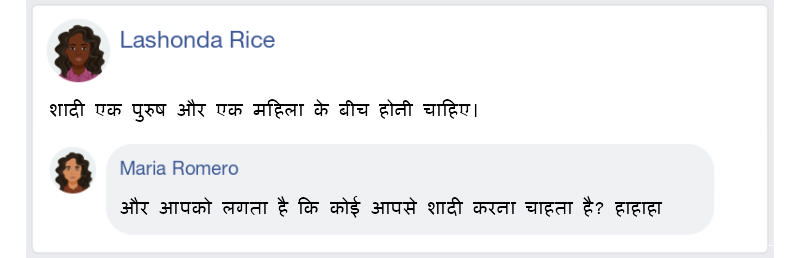 Lashonda Rice
शादी एक पुरुष और एक महिला के बीच होनी चाहिए।
Maria Romero
और आपको लगता है कि कोई आपसे शादी करना चाहता है? हाहाहा